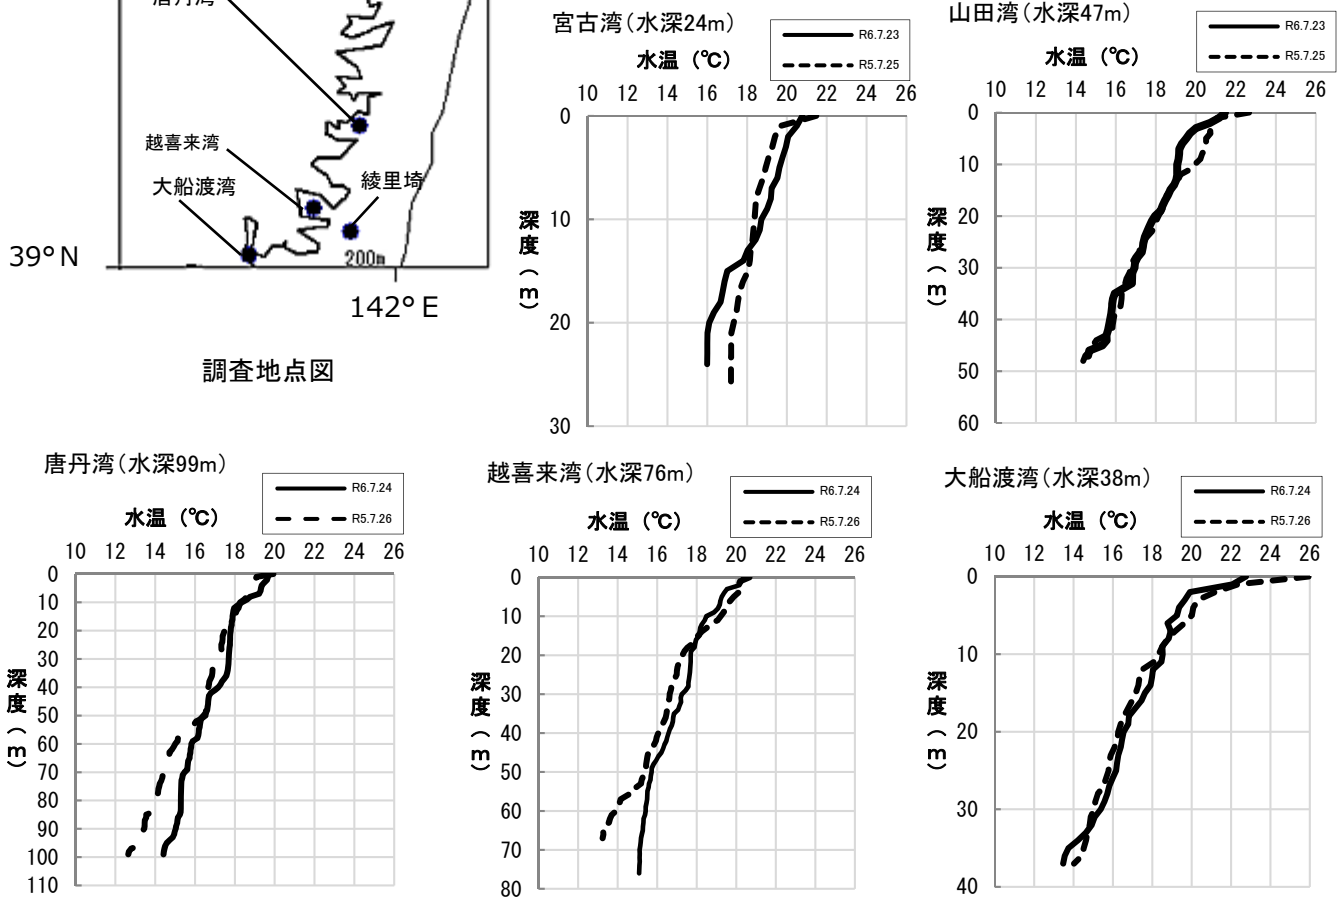 唐丹湾
越喜来湾
大船渡湾
綾里埼
200m
39°N
142°E
調査地点図
宮古湾(水深24m)
R6.7.23
R5.7.25
水温 (℃)
10 12 14 16 18 20 22 24 26
深度(m)
0
10
20
30
山田湾(水深47m)
R6.7.23
R5.7.25
水温 (℃)
10 12 14 16 18 20 22 24 26
深度(m)
0
10
20
30
40
50
60
唐丹湾(水深99m)
R6.7.24
R5.7.26
水温 (℃)
10 12 14 16 18 20 22 24 26
深度(m)
0
10
20
30
40
50
60
70
80
90
100
110
越喜来湾(水深76m)
R6.7.24
R5.7.26
水温 (℃)
10 12 14 16 18 20 22 24 26
深度(m)
0
10
20
30
40
50
60
70
80
大船渡湾(水深38m)
R6.7.24
R5.7.26
水温 (℃)
10 12 14 16 18 20 22 24 26
深度(m)
0
10
20
30
40